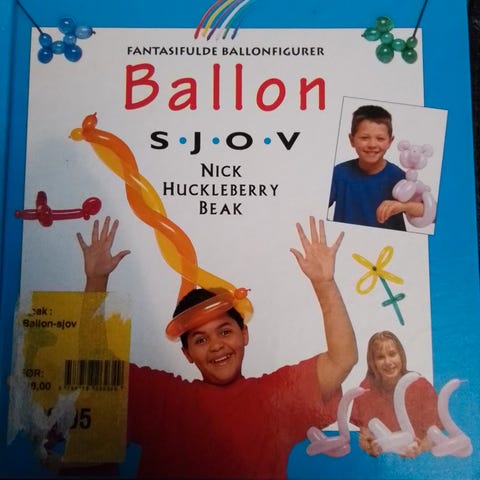 FANTASIFULDE BALLONFIGURER
Ballon
S•J•O•V
NICK
HUCKLEBERRY
BEAK
Ballon-sjov